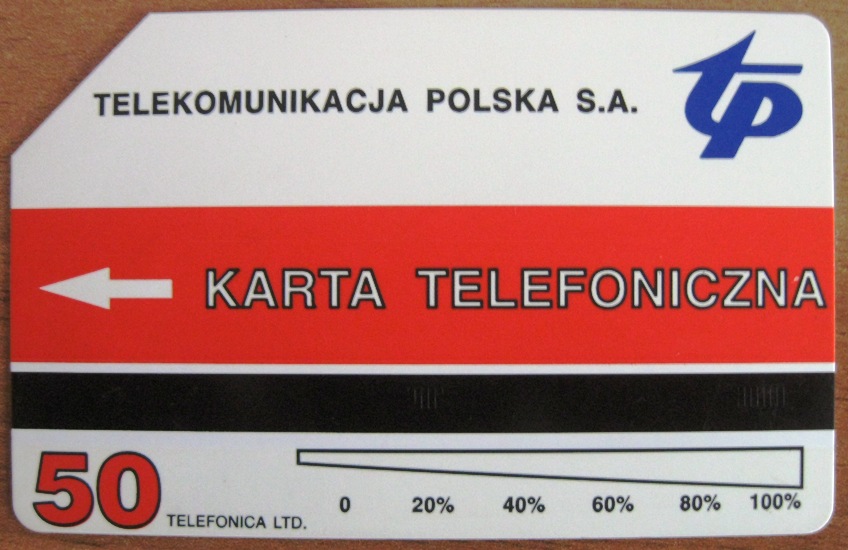 TELEKOMUNIKACJA POLSKA S.A.
tp
KARTA TELEFONICZNA
50
TELEFONICA LTD.
0 20% 40% 60% 80% 100%